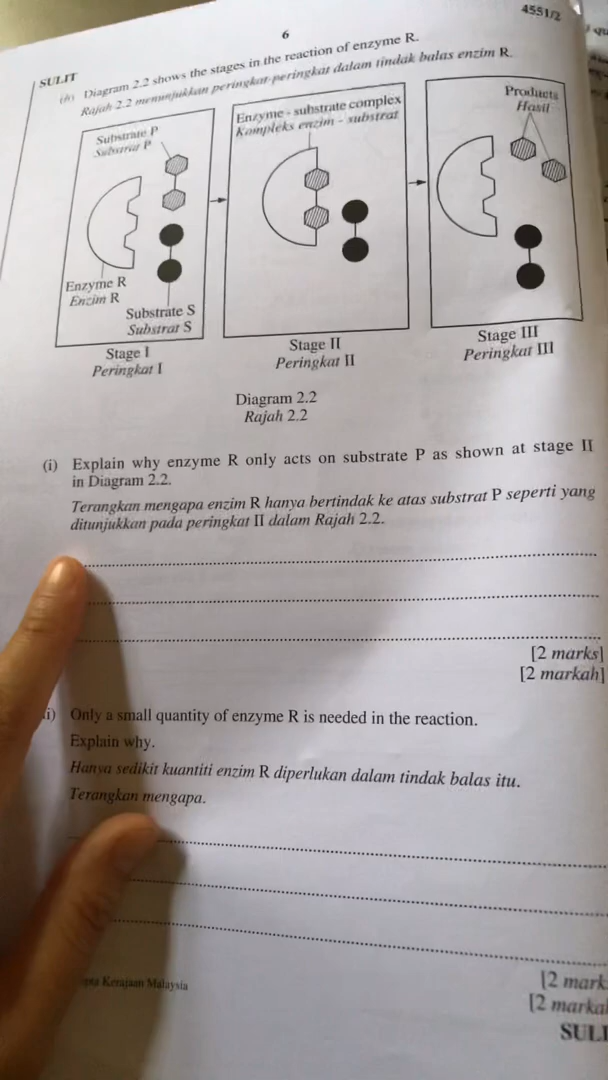 4551/2
6
SULIT
(b) Diagram 2.2 shows the stages in the reaction of enzyme R.
Rajah 2.2 menunjukkan peringkat-peringkat dalam tindak balas enzim R.
Substrate P
Substrat P
Enzyme R
Enzim R
Substrate S
Substrat S
Stage I
Peringkat I
Enzyme - substrate complex
Kompleks enzim - substrat
Stage II
Peringkat II
Products
Hasil
Stage III
Peringkat III
Diagram 2.2
Rajah 2.2
(i) Explain why enzyme R only acts on substrate P as shown at stage II
in Diagram 2.2.
Terangkan mengapa enzim R hanya bertindak ke atas substrat P seperti yang
ditunjukkan pada peringkat II dalam Rajah 2.2.
[2 marks]
[2 markah]
i) Only a small quantity of enzyme R is needed in the reaction.
Explain why.
Hanya sedikit kuantiti enzim R diperlukan dalam tindak balas itu.
Terangkan mengapa.
[2 mark
[2 marka
Kerajaan Malaysia
SULI